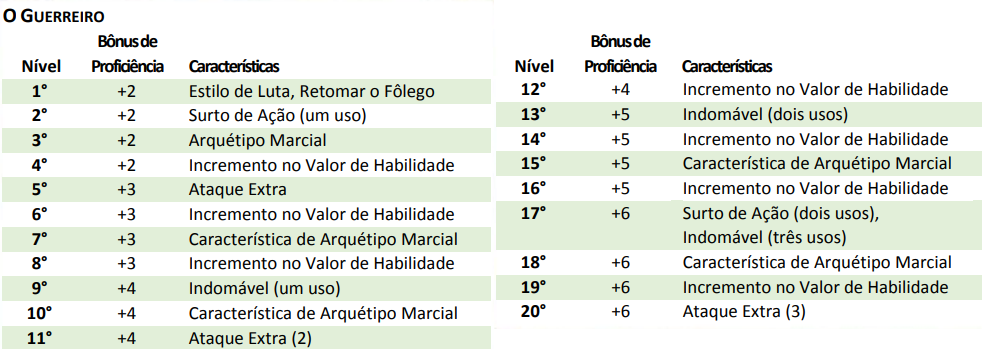 O GUERREIRO
Bônus de
Nível Proficiência Características
1° +2 Estilo de Luta, Retomar o Fôlego
2° +2 Surto de Ação (um uso)
3° +2 Arquétipo Marcial
4° +2 Incremento no Valor de Habilidade
5° +3 Ataque Extra
6° +3 Incremento no Valor de Habilidade
7° +3 Característica de Arquétipo Marcial
8° +3 Incremento no Valor de Habilidade
9° +4 Indomável (um uso)
10° +4 Característica de Arquétipo Marcial
11° +4 Ataque Extra (2)
Bônus de
Nível Proficiência Características
12° +4 Incremento no Valor de Habilidade
13° +5 Indomável (dois usos)
14° +5 Incremento no Valor de Habilidade
15° +5 Característica de Arquétipo Marcial
16° +5 Incremento no Valor de Habilidade
17° +6 Surto de Ação (dois usos),
Indomável (três usos)
18° +6 Característica de Arquétipo Marcial
19° +6 Incremento no Valor de Habilidade
20° +6 Ataque Extra (3)